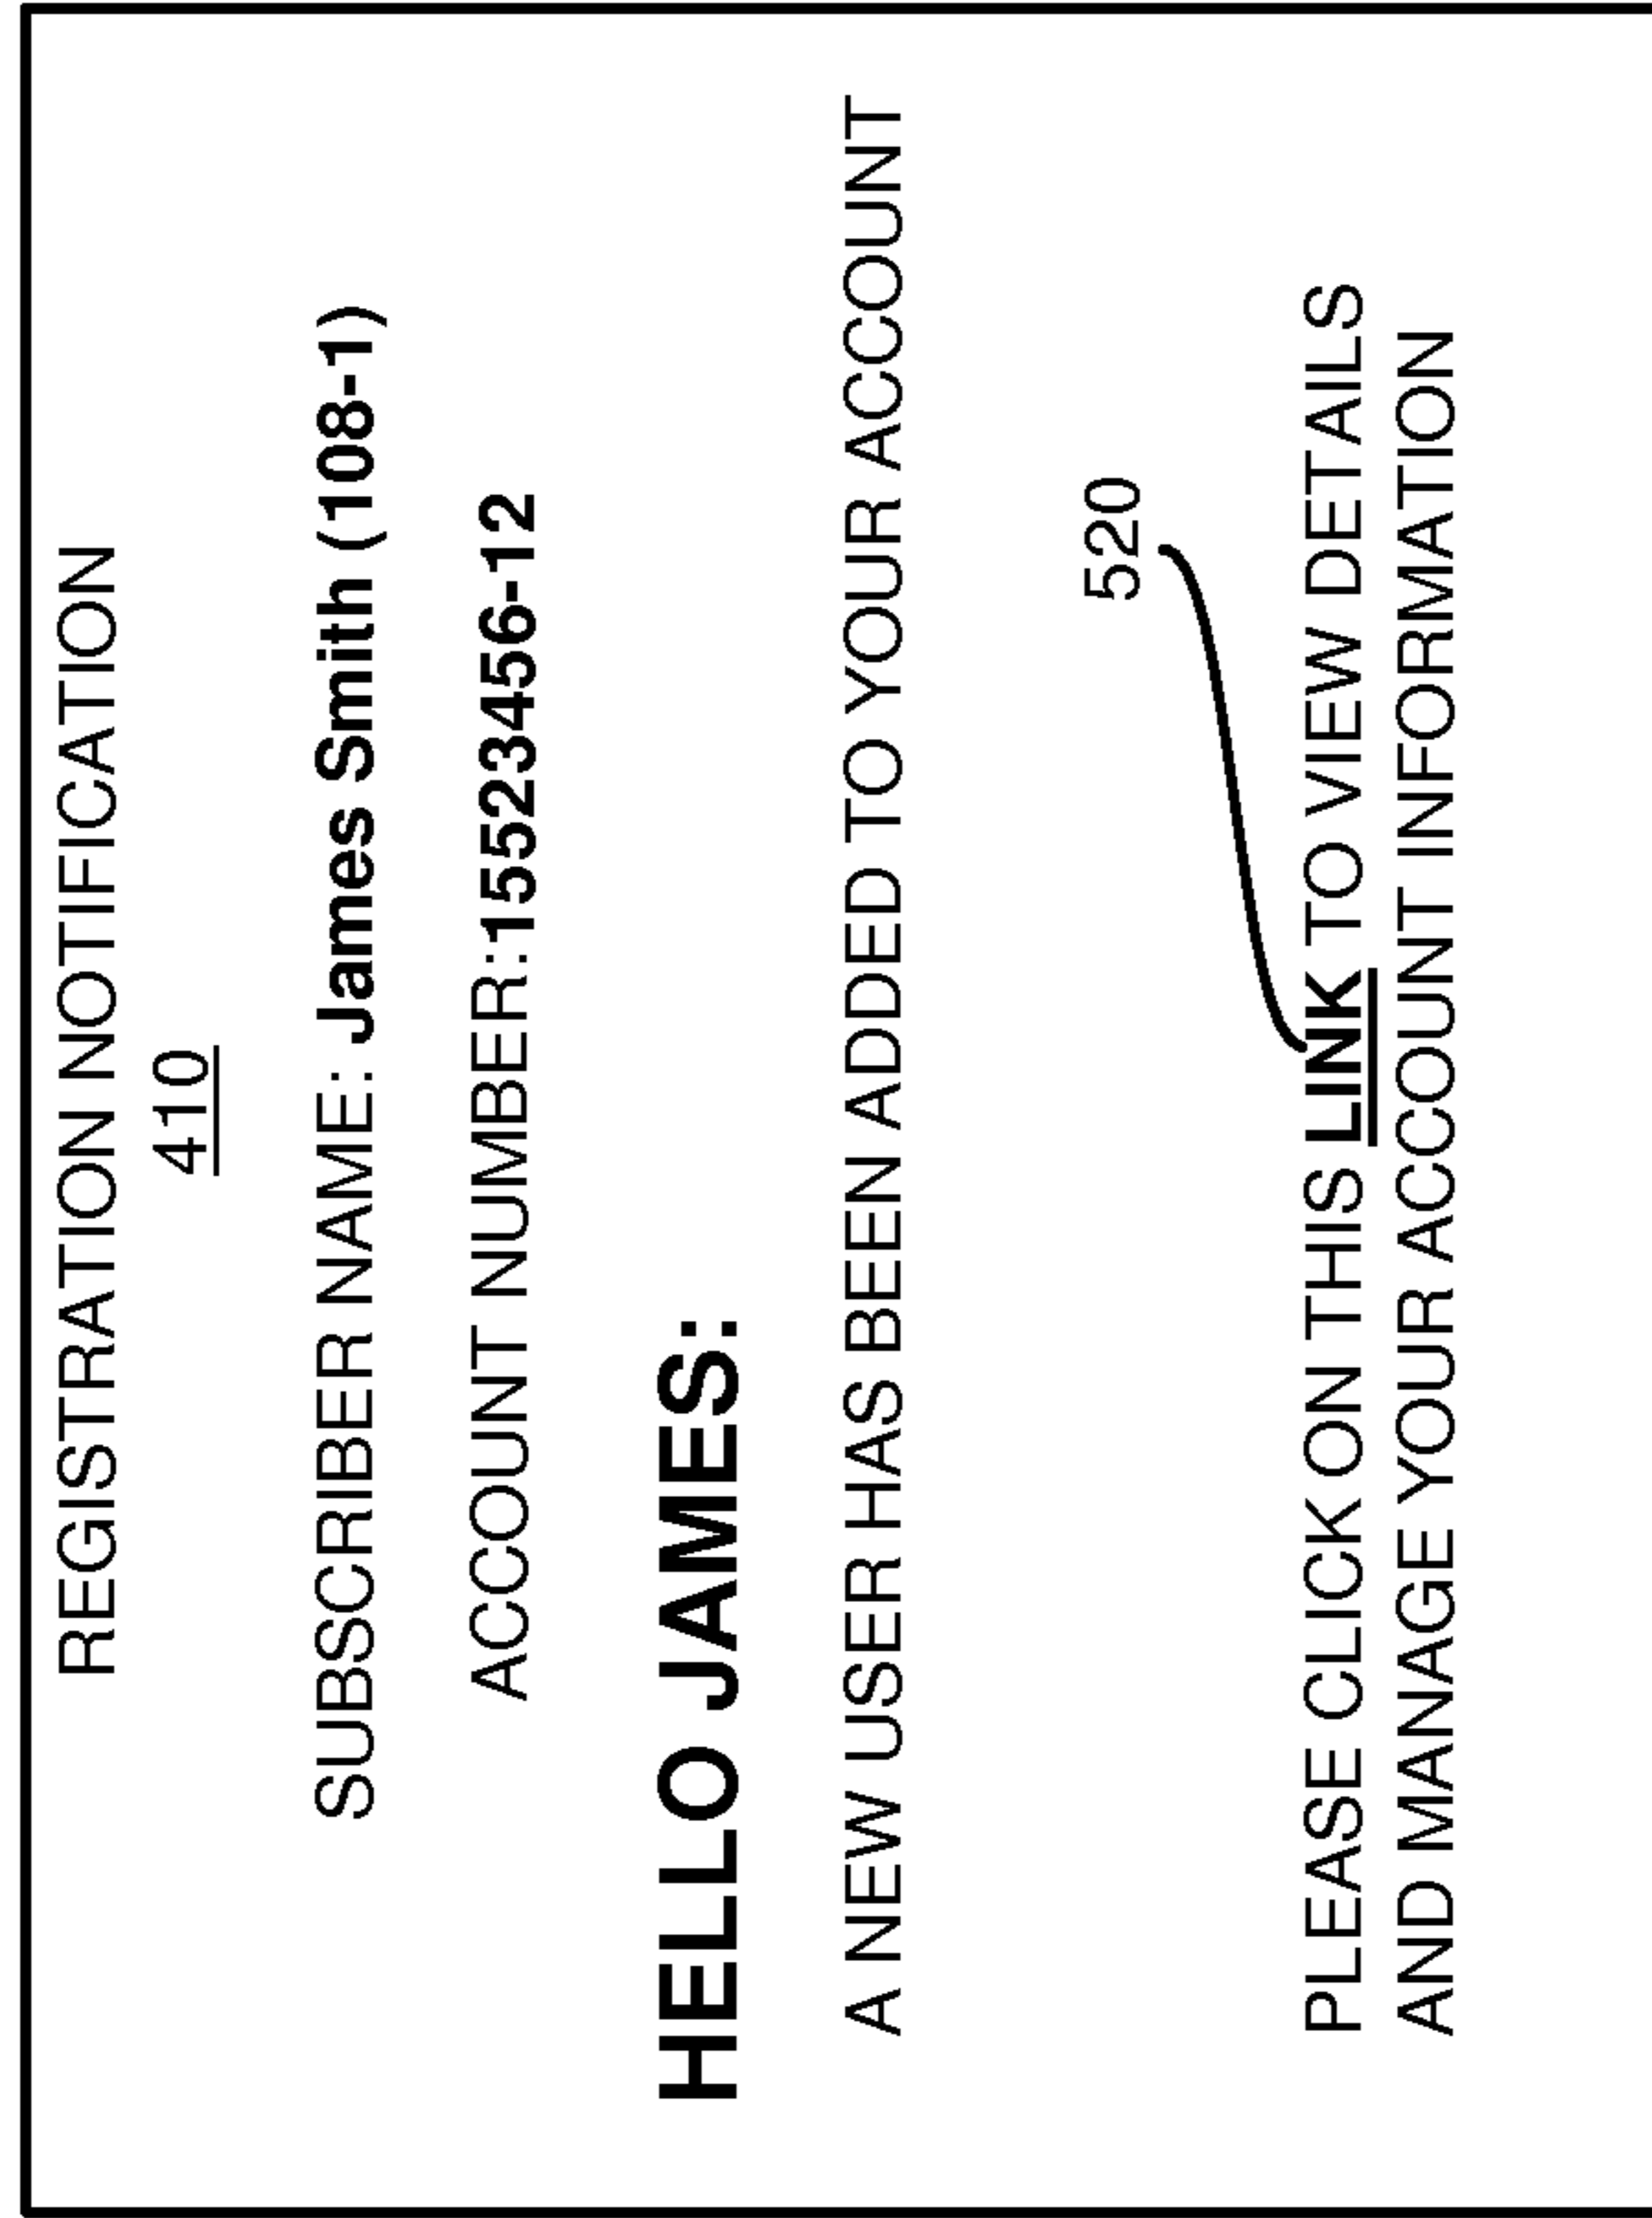 REGISTRATION NOTIFICATION
410
SUBSCRIBER NAME: James Smith (108-1)
ACCOUNT NUMBER:15523456-12
HELLO JAMES:
A NEW USER HAS BEEN ADDED TO YOUR ACCOUNT
520
PLEASE CLICK ON THIS LINK TO VIEW DETAILS
AND MANAGE YOUR ACCOUNT INFORMATION